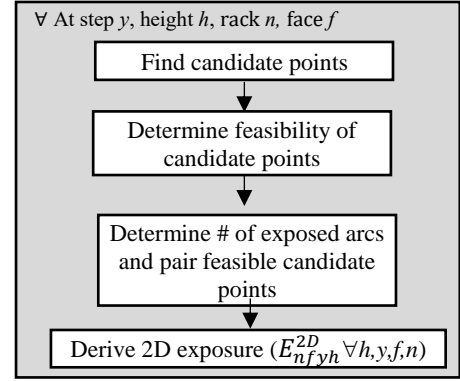 ∀ At step y, height h, rack n, face f
Find candidate points
Determine feasibility of
candidate points
Determine # of exposed arcs
and pair feasible candidate
points
Derive 2D exposure (E_{nfyh}^{2D} ∀h,y,f,n)